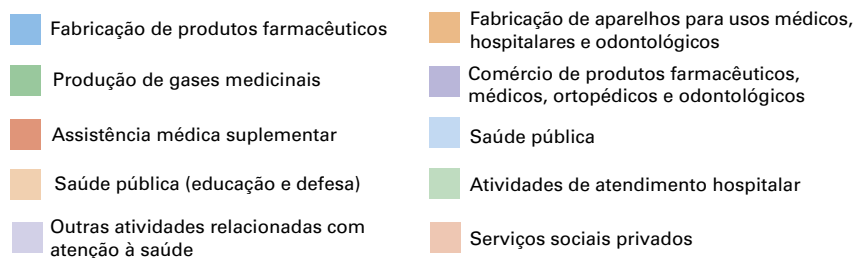 Fabricação de produtos farmacêuticos
Fabricação de aparelhos para usos médicos,
hospitalares e odontológicos
Produção de gases medicinais
Comércio de produtos farmacêuticos,
médicos, ortopédicos e odontológicos
Assistência médica suplementar
Saúde pública
Saúde pública (educação e defesa)
Atividades de atendimento hospitalar
Outras atividades relacionadas com
atenção à saúde
Serviços sociais privados